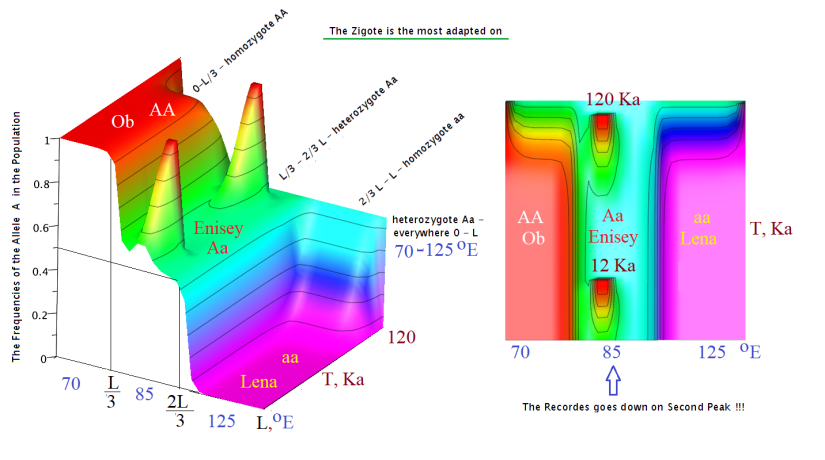 The Zigote is the most adapted on
0-L/3 - homozygote AA
L/3 - 2/3 L - heterozygote Aa
2/3 L - L - homozygote aa
The Frequencies of the Allele A in the Population
1
0.8
0.6
0.4
0.2
0
Ob AA
Enisey
Aa
heterozygote Aa -
everywhere 0 - L
70-125 ºE
120
aa
Lena
T, Ka
70
L
3
85
2L
3
125
L,ºE
120 Ka
AA
Ob
Aa
Enisey
aa
Lena
T, Ka
12 Ka
70
85
125
ºE
The Recordes goes down on Second Peak !!!